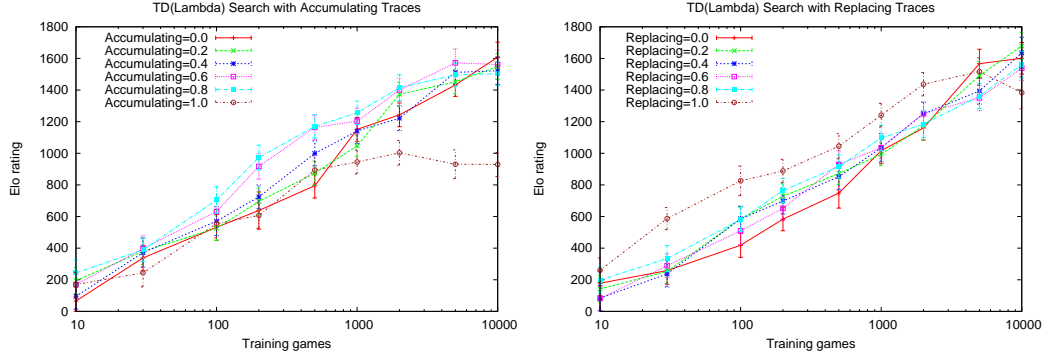 TD(Lambda) Search with Accumulating Traces
1800
1600
1400
1200
1000
800
600
400
200
0
Elo rating
Accumulating=0.0
Accumulating=0.2
Accumulating=0.4
Accumulating=0.6
Accumulating=0.8
Accumulating=1.0
10 100 1000 10000
Training games
TD(Lambda) Search with Replacing Traces
1800
1600
1400
1200
1000
800
600
400
200
0
Elo rating
Replacing=0.0
Replacing=0.2
Replacing=0.4
Replacing=0.6
Replacing=0.8
Replacing=1.0
10 100 1000 10000
Training games